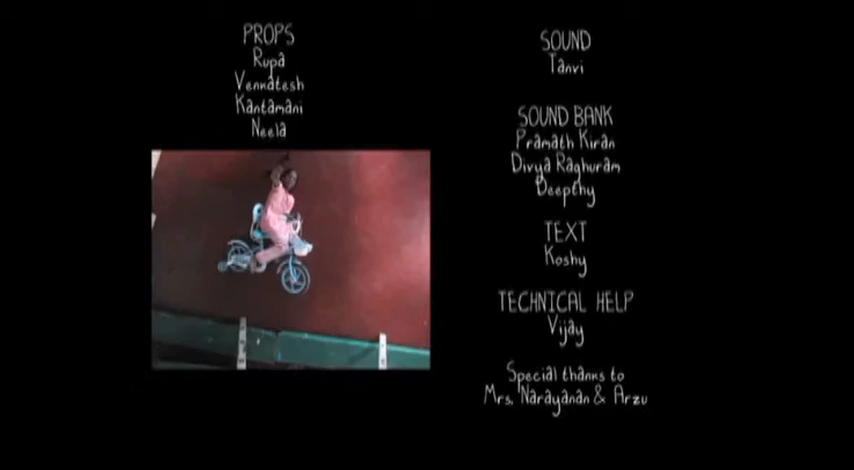 PROPS
Rupa
Vennatesh
Kantamani
Neela
SOUND
Tanvi
SOUND BANK
Pramath Kiran
Divya Raghuram
Deepthy
TEXT
Koshy
TECHNICAL HELP
Vijay
Special thanks to
Mrs. Narayanan & Arzu